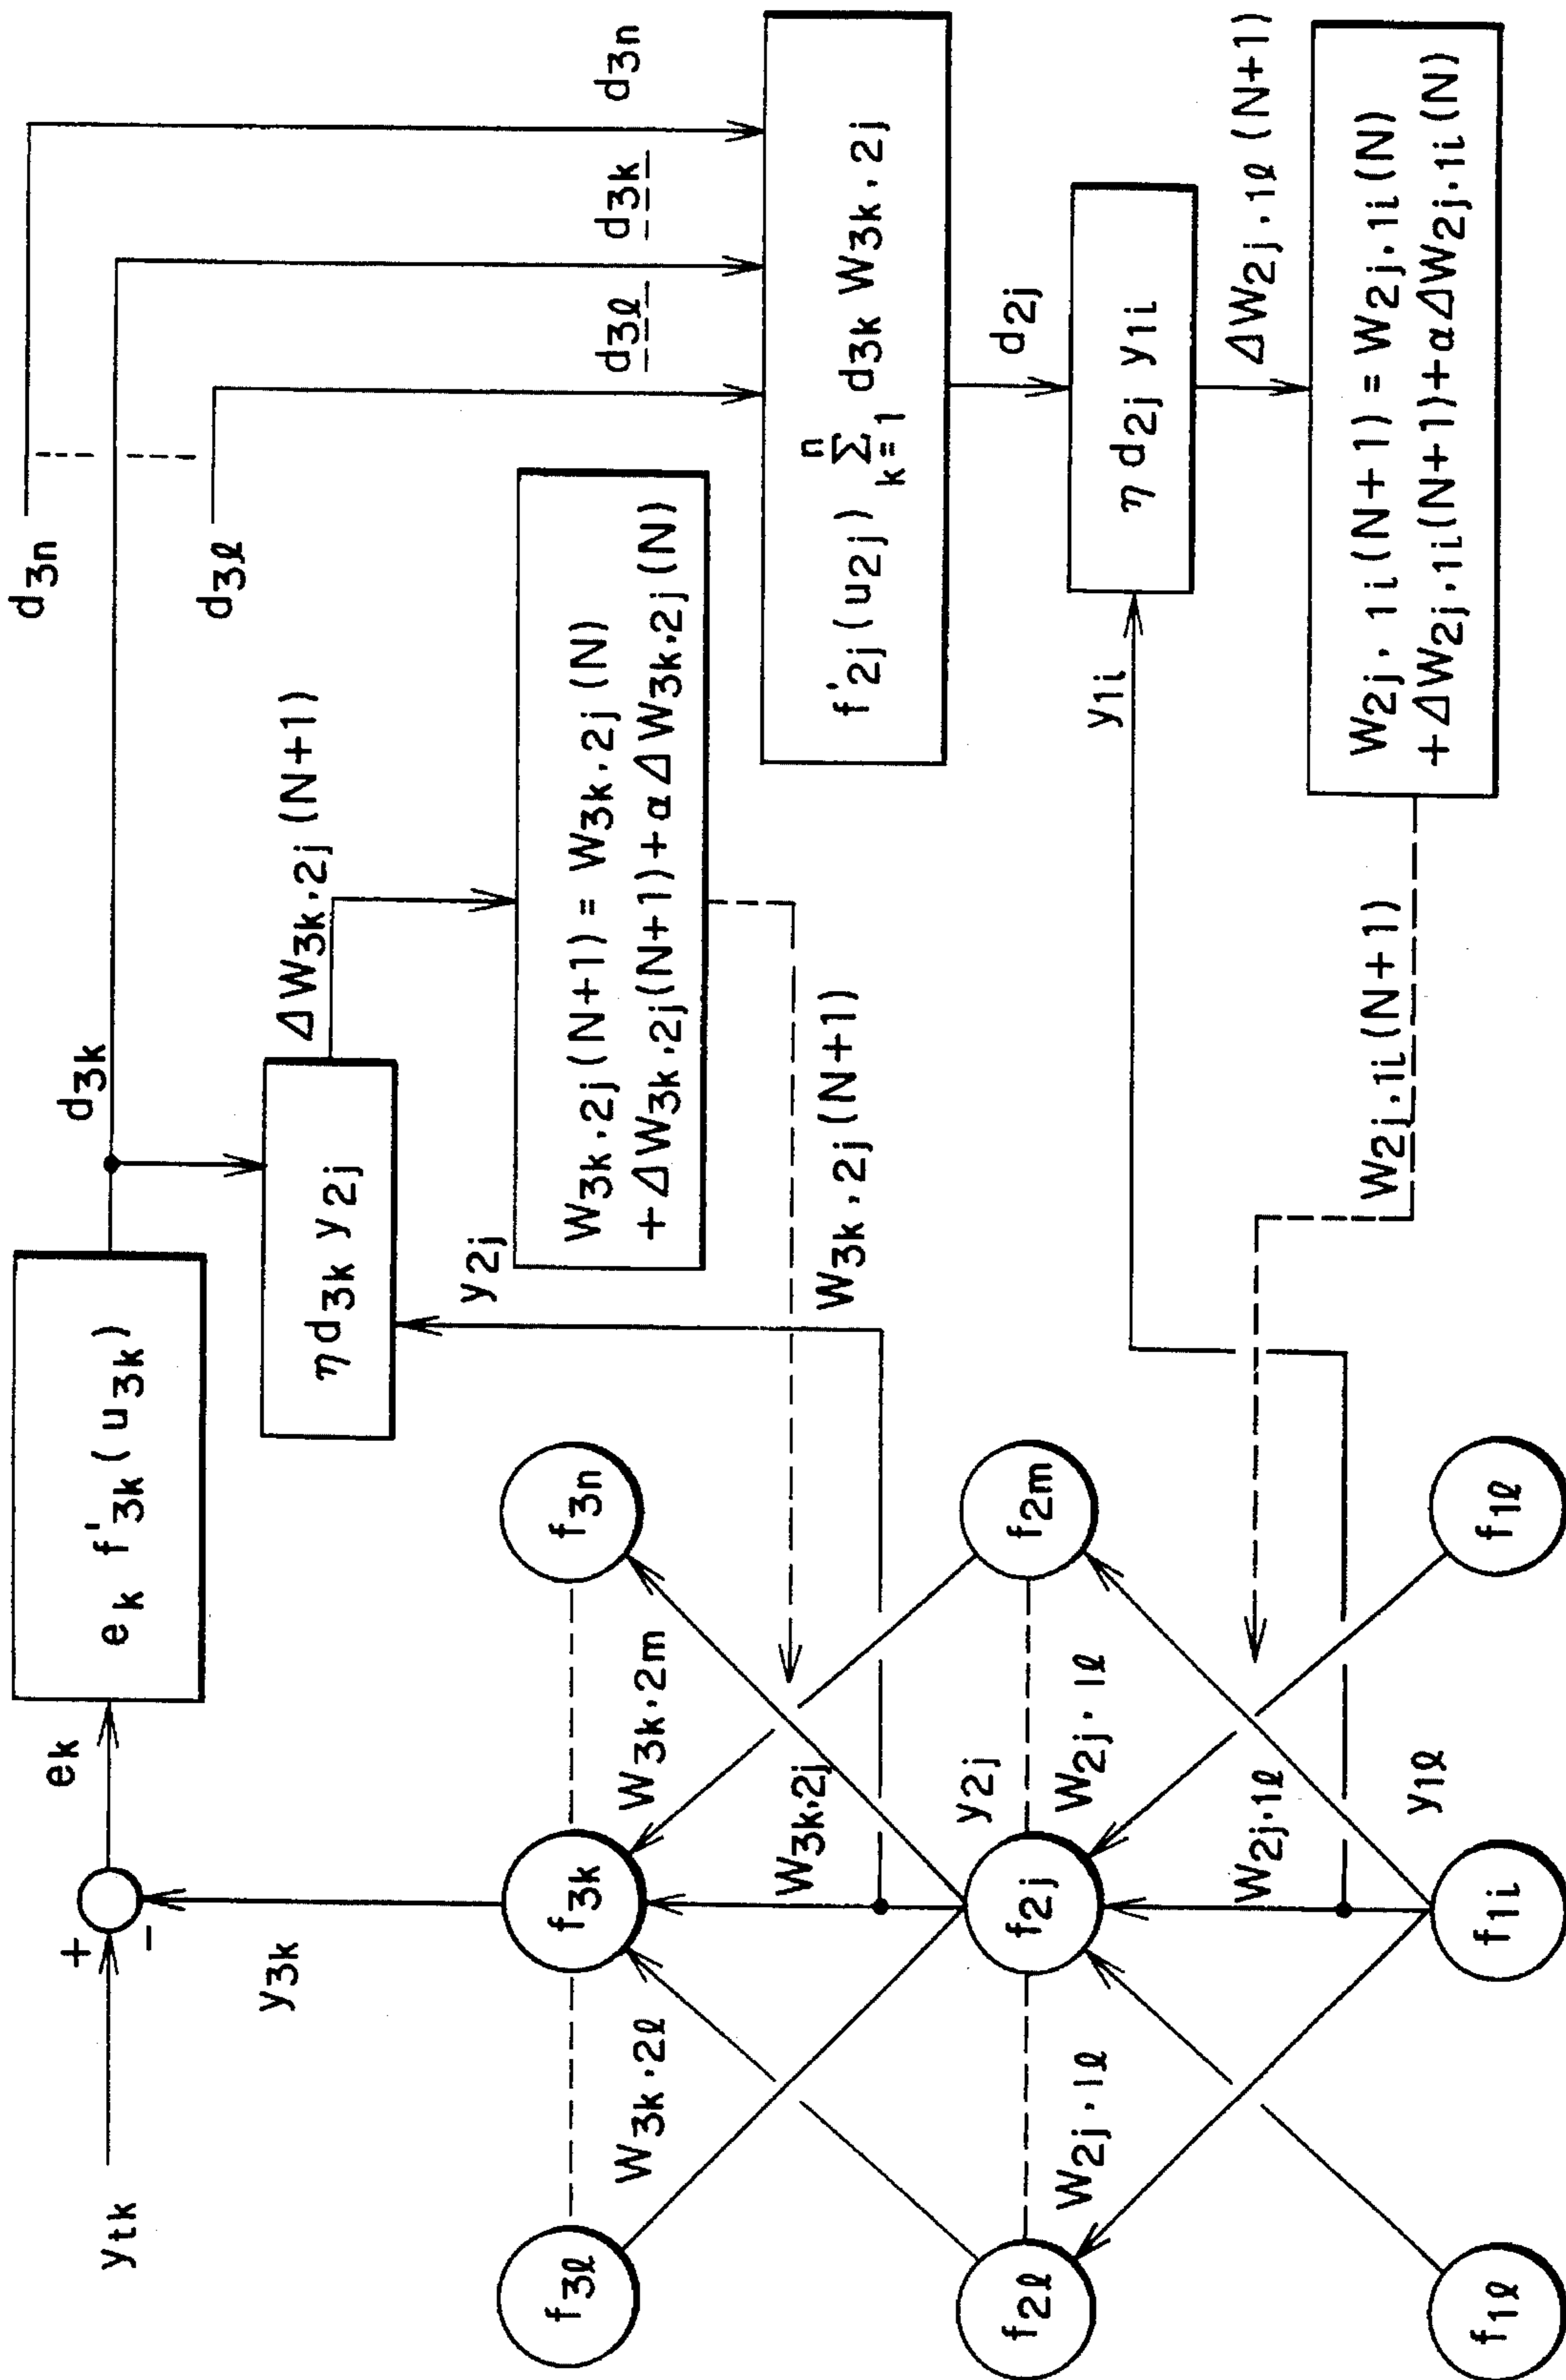 d3n
d3ℓ
d3n
d3k
d3ℓ
d3k
ytk
+
-
ek
ek f'3k(u3k)
y3k
ηd3k y2j
ΔW3k,2j(N+1)
y2j
W3k,2j(N+1)=W3k,2j(N)
+ΔW3k,2j(N+1)+αΔW3k,2j(N)
W3k,2j(N+1)
f'2j(u2j) n Σ k=1 d3k W3k,2j
d2j
ηd2j y1i
y1i
ΔW2j,1ℓ(N+1)
W2j,1i(N+1)=W2j,1i(N)
+ΔW2j,1i(N+1)+αΔW2j,1i(N)
W2j,1i(N+1)
f3ℓ
f3k
f3n
W3k,2ℓ
W3k,2m
W3k,2j
y2j
f2ℓ
f2j
f2m
W2j,1ℓ
W2j,1ℓ
W2j,1ℓ
y1ℓ
f1ℓ
f1i
f1ℓ